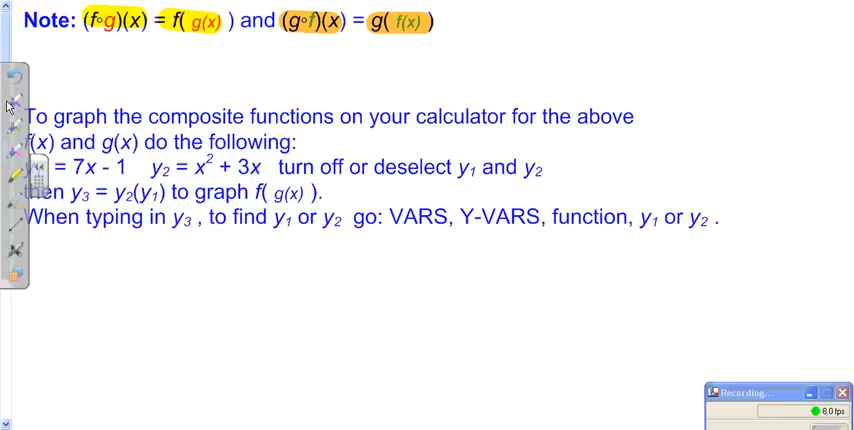 Note: (f∘g)(x) = f( g(x) ) and (g∘f)(x) = g( f(x) )
To graph the composite functions on your calculator for the above
f(x) and g(x) do the following:
= 7x - 1 y₂ = x² + 3x turn off or deselect y₁ and y₂
then y₃ = y₂(y₁) to graph f( g(x) ).
When typing in y₃ , to find y₁ or y₂ go: VARS, Y-VARS, function, y₁ or y₂ .
Recording...
8.0 fps